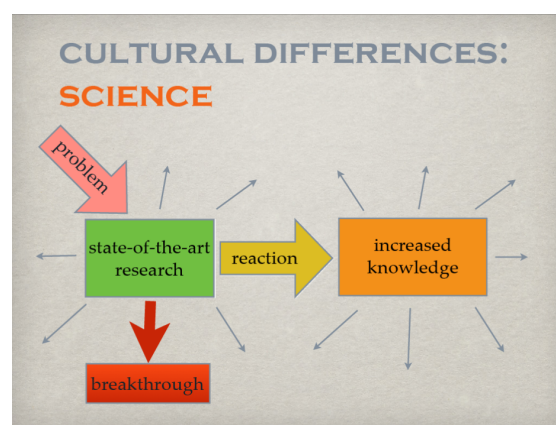 CULTURAL DIFFERENCES:
SCIENCE
problem
state-of-the-art
research
reaction
increased
knowledge
breakthrough